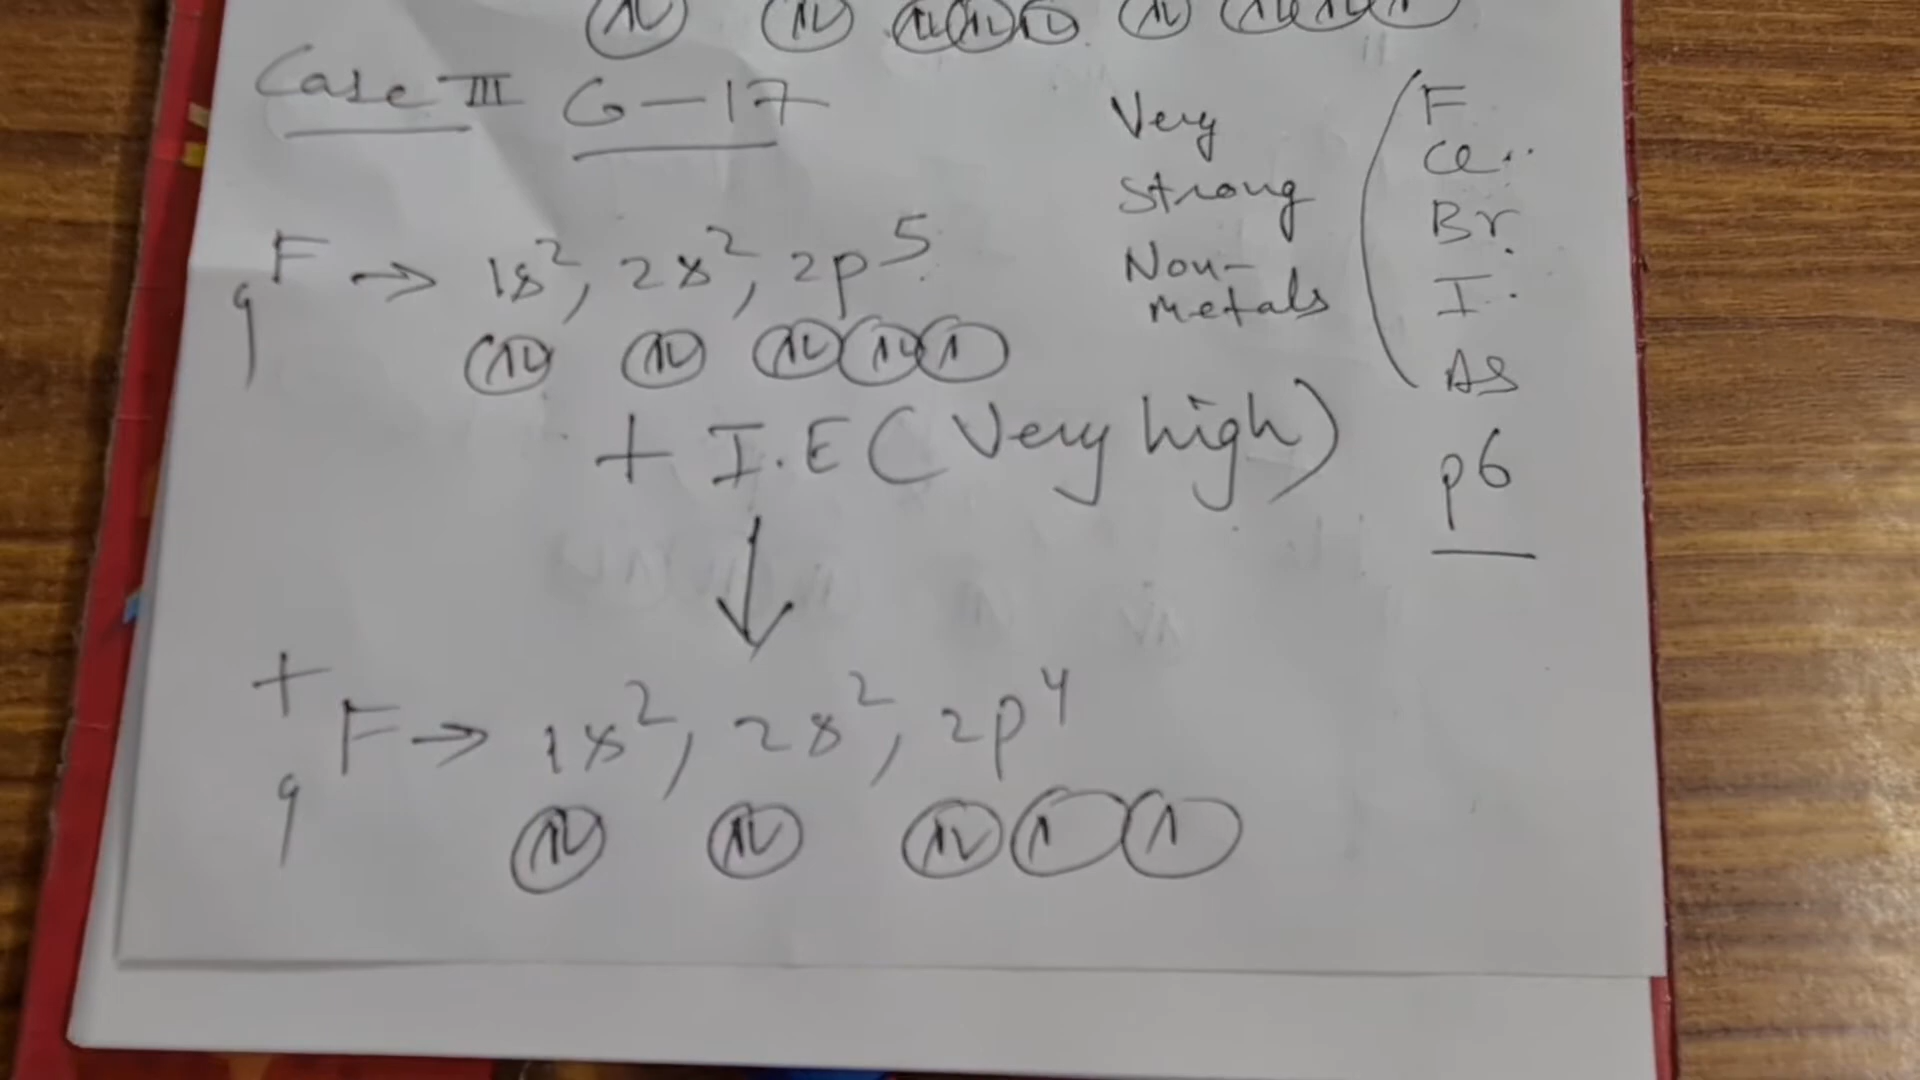 Case III G-17
Very
Strong
Non-
metals
F
Cl
Br
I
As
p6
9F → 1s², 2s², 2p⁵
↑↓ ↑↓ ↑↓ ↑↓ ↑
+ I.E (Very high)
↓
+
9F → 1s², 2s², 2p⁴
↑↓ ↑↓ ↑↓ ↑ ↑